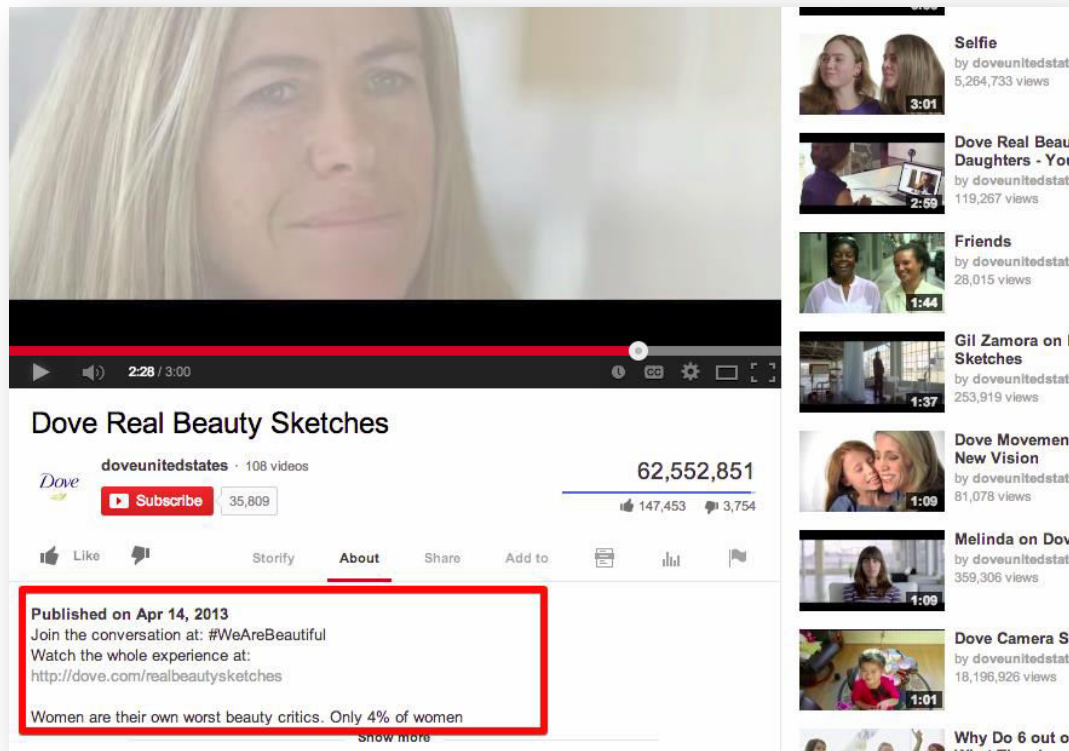 2:28 / 3:00
CC
Dove Real Beauty Sketches
Dove
doveunitedstates · 108 videos
Subscribe 35,809
62,552,851
147,453 3,754
Like
Storify About Share Add to
Published on Apr 14, 2013
Join the conversation at: #WeAreBeautiful
Watch the whole experience at:
http://dove.com/realbeautysketches
Women are their own worst beauty critics. Only 4% of women
Show more
Selfie
by doveunitedstat
5,264,733 views
3:01
Dove Real Beau
Daughters - You
by doveunitedstat
119,267 views
2:59
Friends
by doveunitedstat
28,015 views
1:44
Gil Zamora on
Sketches
by doveunitedstat
253,919 views
1:37
Dove Movemen
New Vision
by doveunitedstat
81,078 views
1:09
Melinda on Dov
by doveunitedstat
359,306 views
1:09
Dove Camera S
by doveunitedstat
18,196,926 views
1:01
Why Do 6 out o